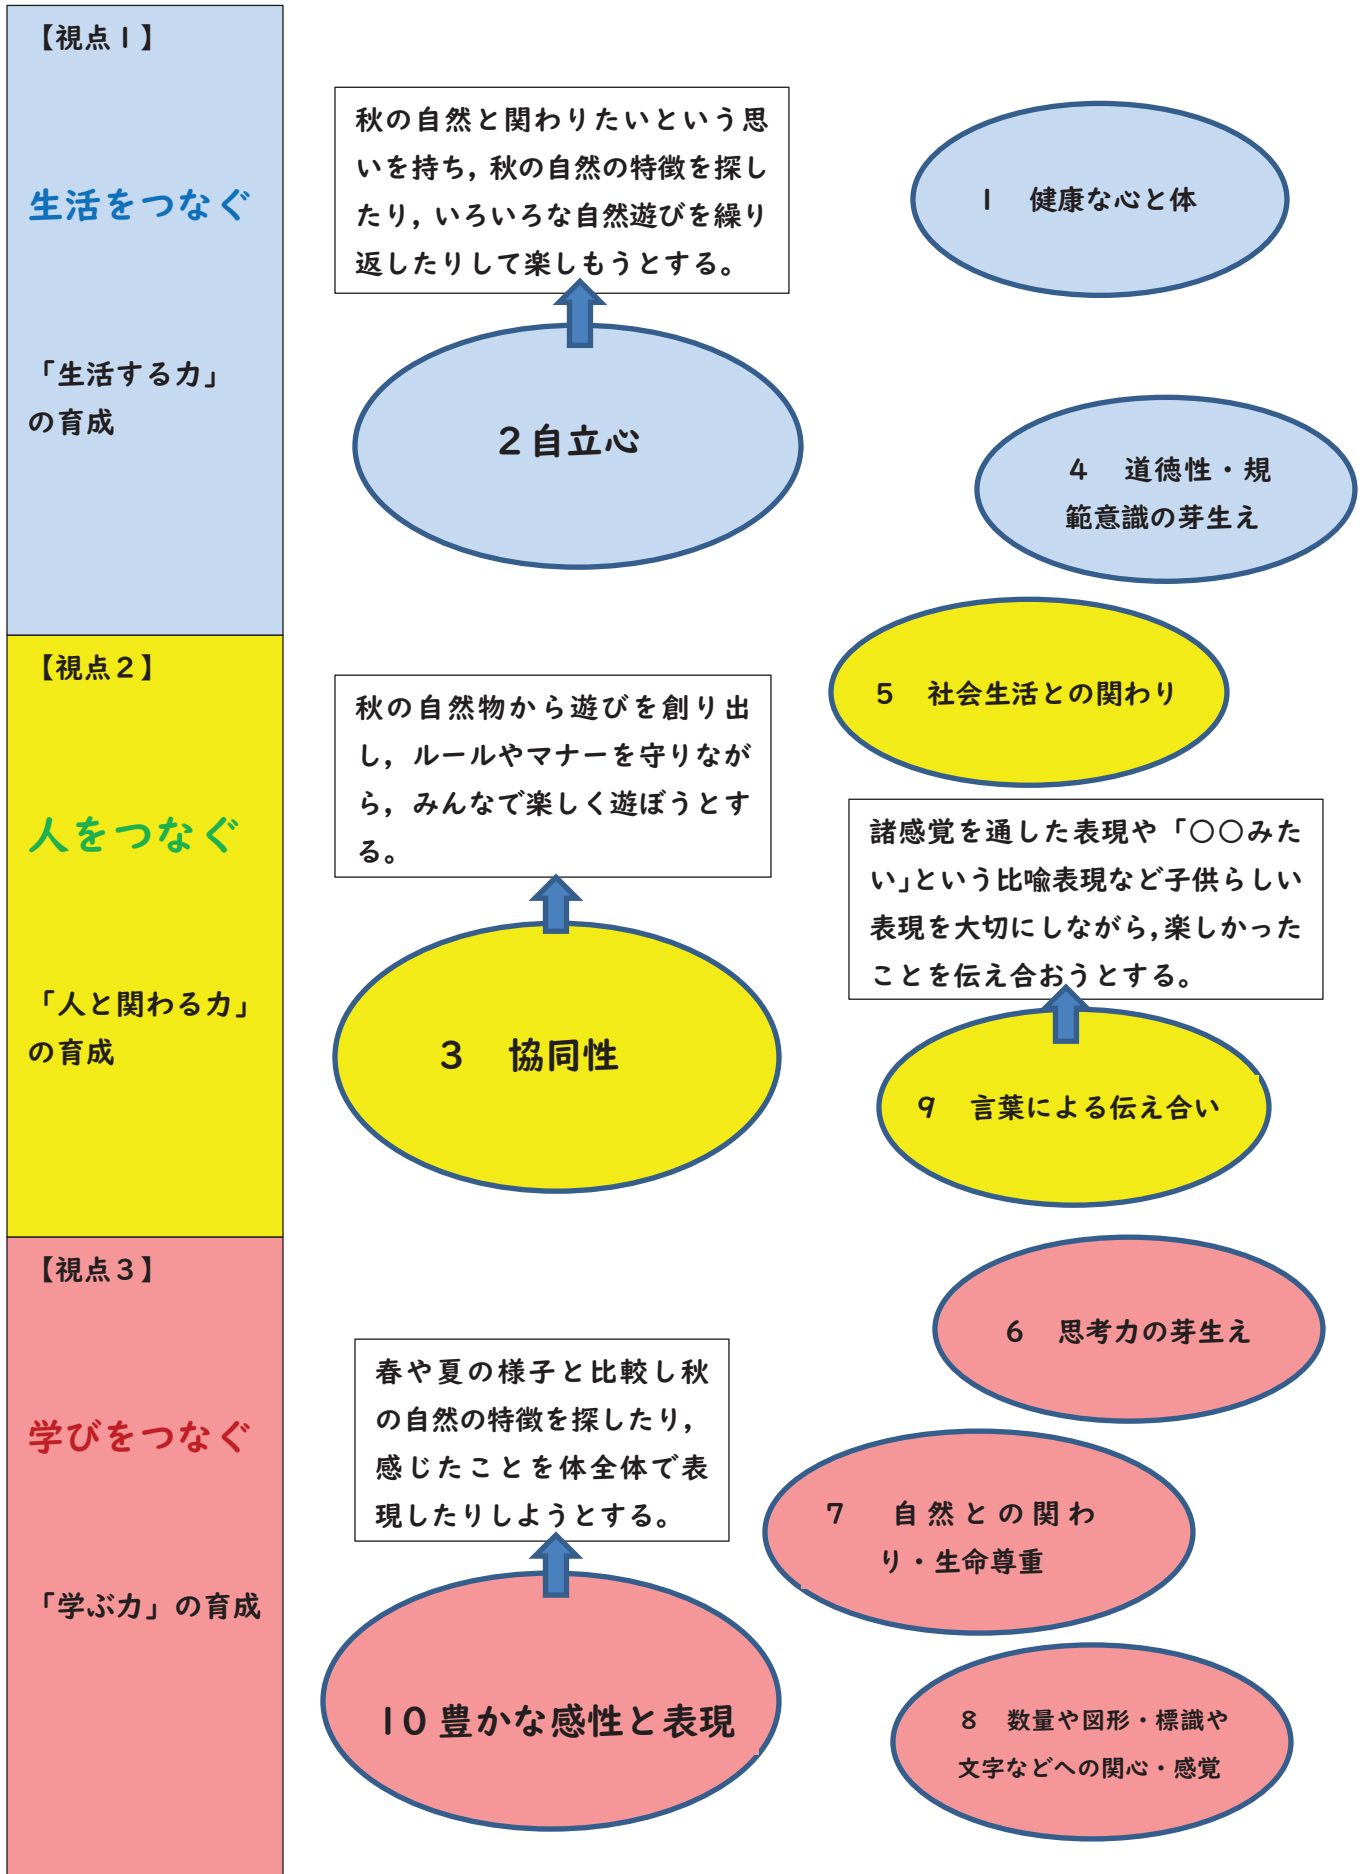 【視点1】
生活をつなぐ
「生活する力」
の育成
秋の自然と関わりたいという思
いを持ち，秋の自然の特徴を探し
たり，いろいろな自然遊びを繰り
返したりして楽しもうとする。
1　健康な心と体
2自立心
4　道徳性・規
範意識の芽生え
【視点2】
人をつなぐ
「人と関わる力」
の育成
5　社会生活との関わり
秋の自然物から遊びを創り出
し，ルールやマナーを守りなが
ら，みんなで楽しく遊ぼうとす
る。
諸感覚を通した表現や「〇〇みた
い」という比喩表現など子供らしい
表現を大切にしながら，楽しかった
ことを伝え合おうとする。
3　協同性
9　言葉による伝え合い
【視点3】
学びをつなぐ
「学ぶ力」の育成
6　思考力の芽生え
春や夏の様子と比較し秋
の自然の特徴を探したり，
感じたことを体全体で表
現したりしようとする。
7　自然との関わ
り・生命尊重
10豊かな感性と表現
8　数量や図形・標識や
文字などへの関心・感覚